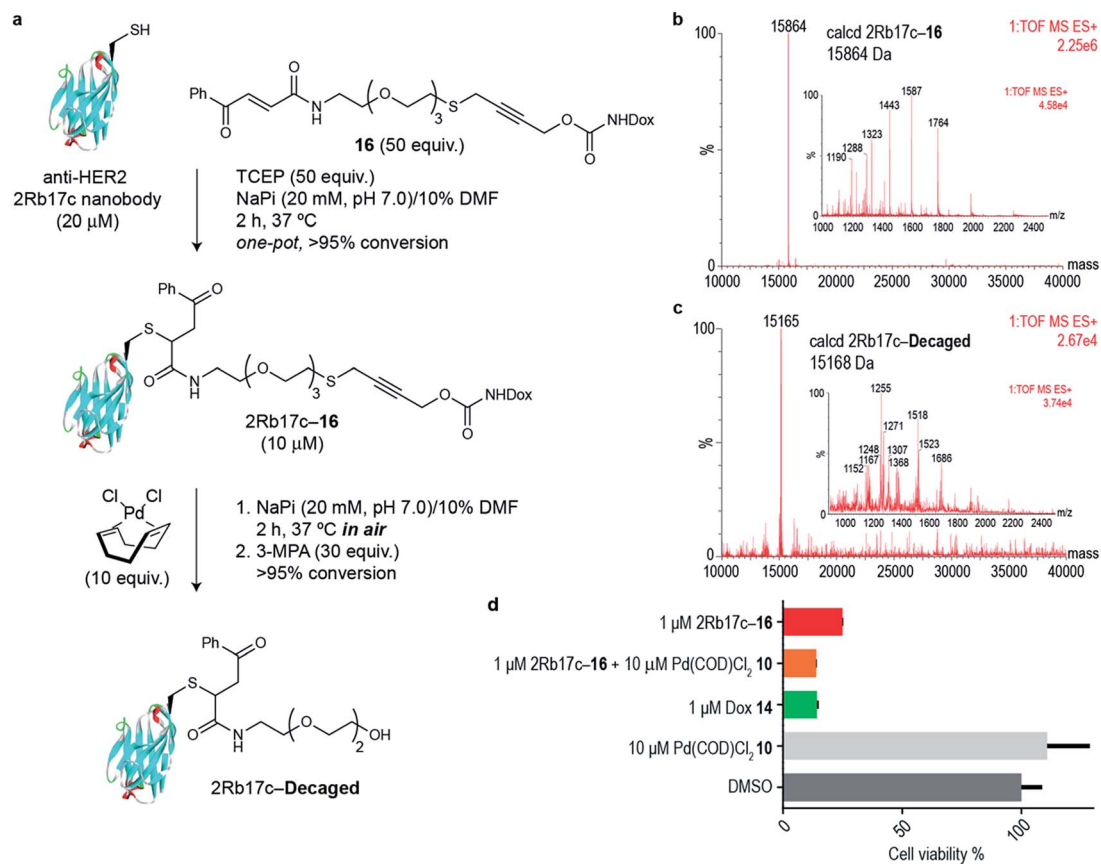 a
SH
Ph
O
O
N
H
O
3
S
O
NHDox
O
16 (50 equiv.)
anti-HER2
2Rb17c nanobody
(20 µM)
TCEP (50 equiv.)
NaPi (20 mM, pH 7.0)/10% DMF
2 h, 37 ºC
one-pot, >95% conversion
Ph
O
S
O
N
H
O
3
S
O
NHDox
O
2Rb17c–16
(10 µM)
Cl
Cl
Pd
(10 equiv.)
1. NaPi (20 mM, pH 7.0)/10% DMF
2 h, 37 ºC in air
2. 3-MPA (30 equiv.)
>95% conversion
Ph
O
S
O
N
H
O
2
OH
2Rb17c–Decaged
b
15864
calcd 2Rb17c–16
15864 Da
1:TOF MS ES+
2.25e6
1:TOF MS ES+
4.58e4
100
%
0
100
%
0
1190
1288
1323
1443
1587
1764
m/z
1000 1200 1400 1600 1800 2000 2200 2400
mass
10000 15000 20000 25000 30000 35000 40000
c
15165
calcd 2Rb17c–Decaged
15168 Da
1:TOF MS ES+
2.67e4
1:TOF MS ES+
3.74e4
100
%
0
100
%
0
1255
1271
1248
1167
1152
1307
1368
1518
1523
1686
m/z
1000 1200 1400 1600 1800 2000 2200 2400
mass
10000 15000 20000 25000 30000 35000 40000
d
1 µM 2Rb17c–16
1 µM 2Rb17c–16 + 10 µM Pd(COD)Cl2 10
1 µM Dox 14
10 µM Pd(COD)Cl2 10
DMSO
0
50
100
Cell viability %